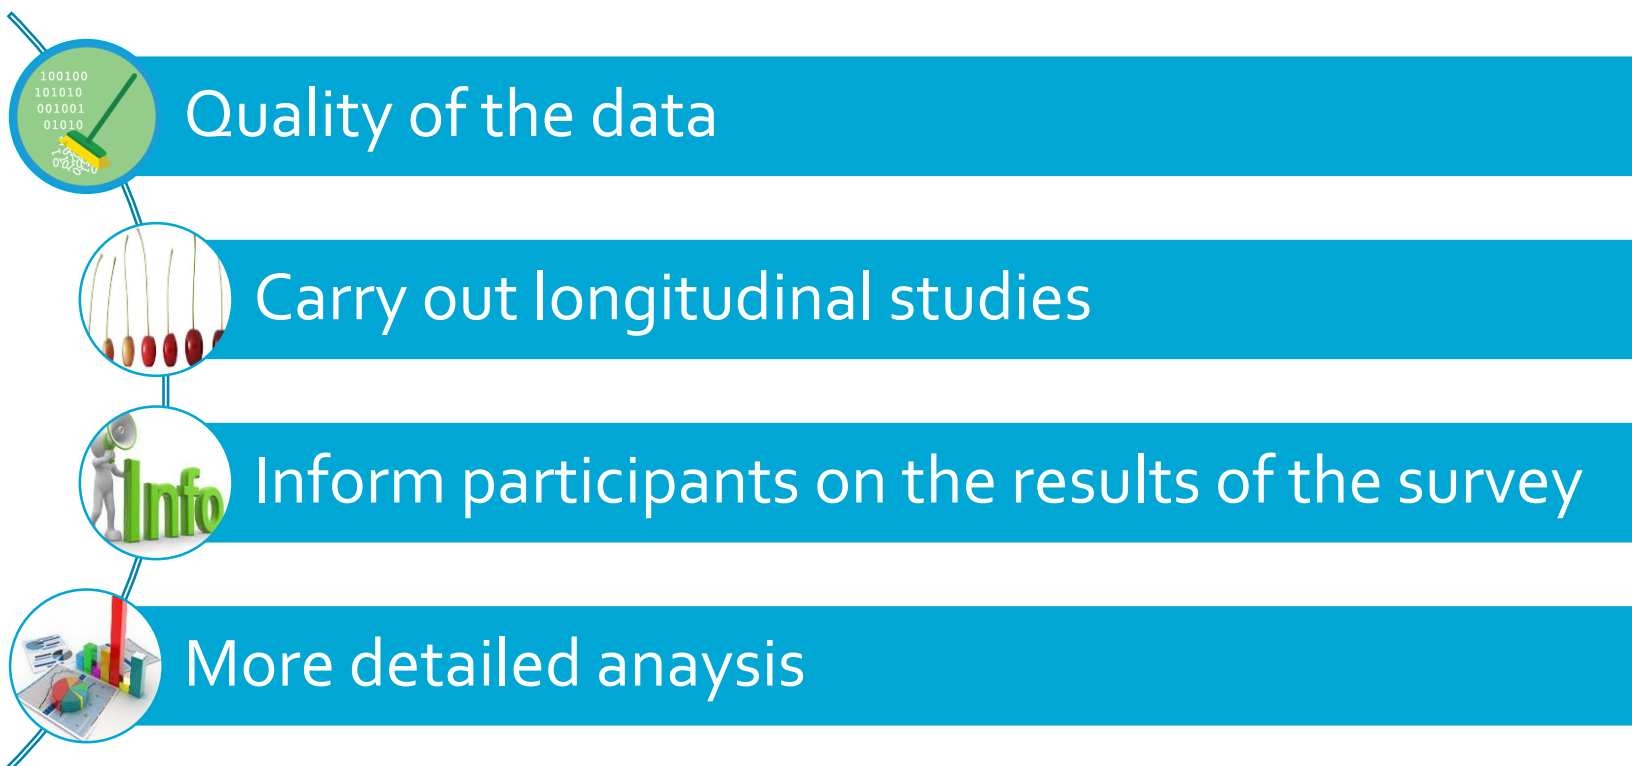 100100
101010
001001
01010
Quality of the data
Carry out longitudinal studies
Info
Inform participants on the results of the survey
More detailed anaysis